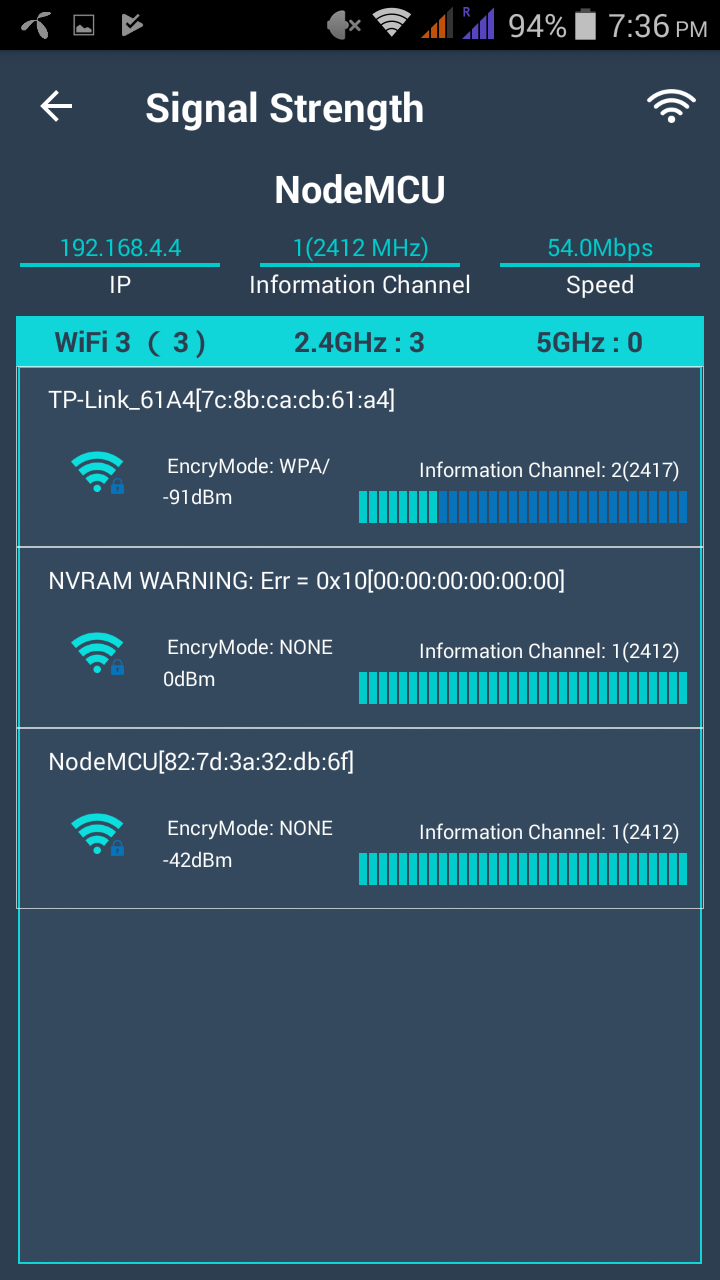 R 94% 7:36 PM
Signal Strength
NodeMCU
192.168.4.4 1(2412 MHz) 54.0Mbps
IP Information Channel Speed
WiFi 3 ( 3 ) 2.4GHz : 3 5GHz : 0
TP-Link_61A4[7c:8b:ca:cb:61:a4]
EncryMode: WPA/ Information Channel: 2(2417)
-91dBm
NVRAM WARNING: Err = 0x10[00:00:00:00:00:00]
EncryMode: NONE Information Channel: 1(2412)
0dBm
NodeMCU[82:7d:3a:32:db:6f]
EncryMode: NONE Information Channel: 1(2412)
-42dBm